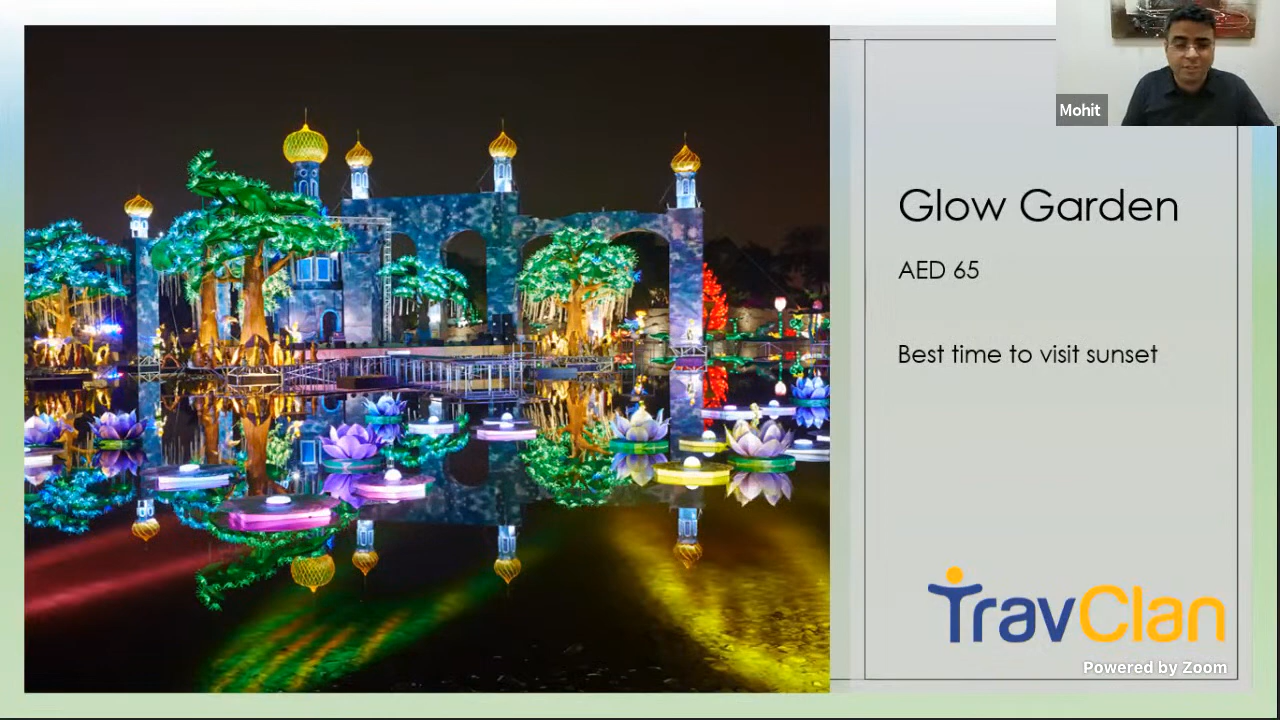 Mohit
Glow Garden
AED 65
Best time to visit sunset
TravClan
Powered by Zoom